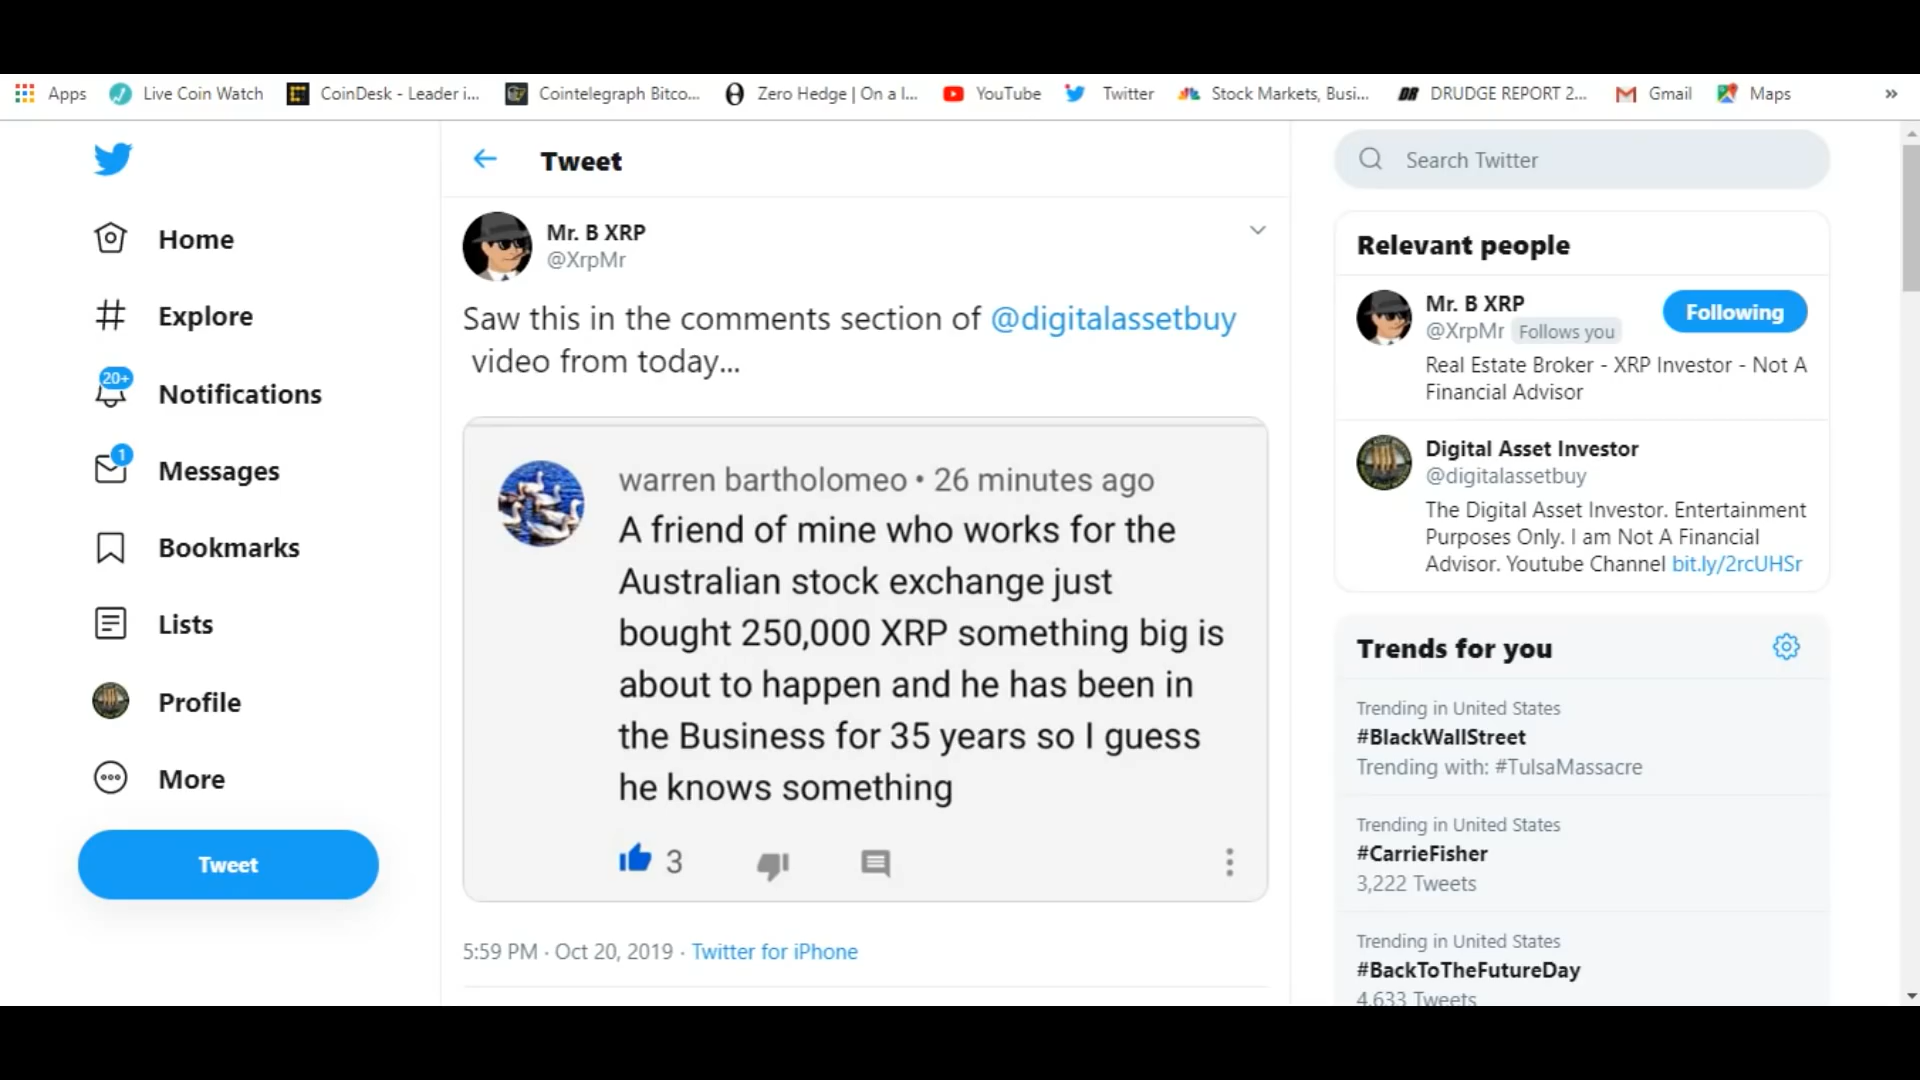 Apps
Live Coin Watch
CoinDesk - Leader i...
Cointelegraph Bitco...
Zero Hedge | On a l...
YouTube
Twitter
Stock Markets, Busi...
DRUDGE REPORT 2...
Gmail
Maps
»
Home
Explore
20+
Notifications
1
Messages
Bookmarks
Lists
Profile
More
Tweet
Tweet
Mr. B XRP
@XrpMr
Saw this in the comments section of @digitalassetbuy
video from today...
warren bartholomeo • 26 minutes ago
A friend of mine who works for the
Australian stock exchange just
bought 250,000 XRP something big is
about to happen and he has been in
the Business for 35 years so I guess
he knows something
3
5:59 PM · Oct 20, 2019 · Twitter for iPhone
Search Twitter
Relevant people
Mr. B XRP
@XrpMr Follows you
Following
Real Estate Broker - XRP Investor - Not A
Financial Advisor
Digital Asset Investor
@digitalassetbuy
The Digital Asset Investor. Entertainment
Purposes Only. I am Not A Financial
Advisor. Youtube Channel bit.ly/2rcUHSr
Trends for you
Trending in United States
#BlackWallStreet
Trending with: #TulsaMassacre
Trending in United States
#CarrieFisher
3,222 Tweets
Trending in United States
#BackToTheFutureDay
4,633 Tweets